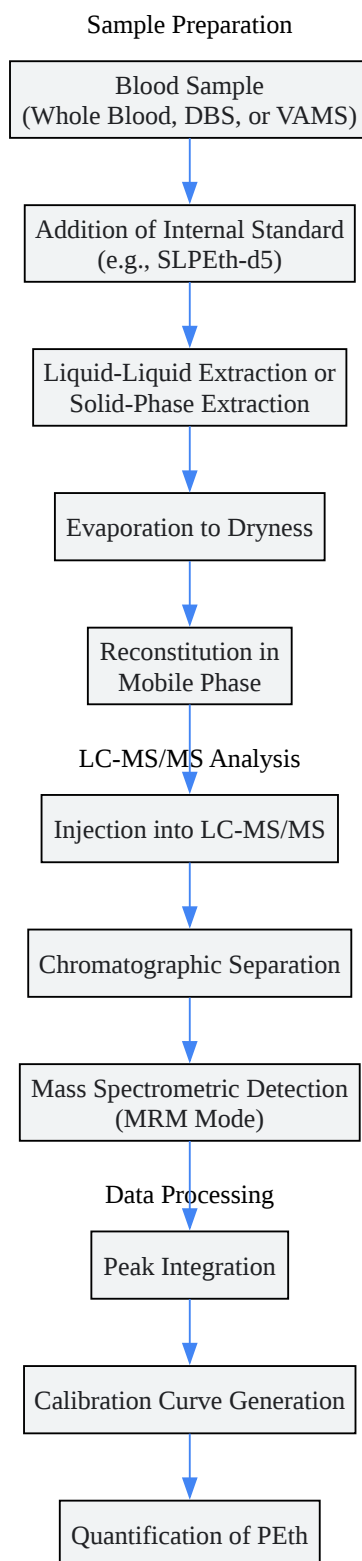 Sample Preparation
Blood Sample
(Whole Blood, DBS, or VAMS)
Addition of Internal Standard
(e.g., SLPEth-d5)
Liquid-Liquid Extraction or
Solid-Phase Extraction
Evaporation to Dryness
Reconstitution in
Mobile Phase
LC-MS/MS Analysis
Injection into LC-MS/MS
Chromatographic Separation
Mass Spectrometric Detection
(MRM Mode)
Data Processing
Peak Integration
Calibration Curve Generation
Quantification of PEth